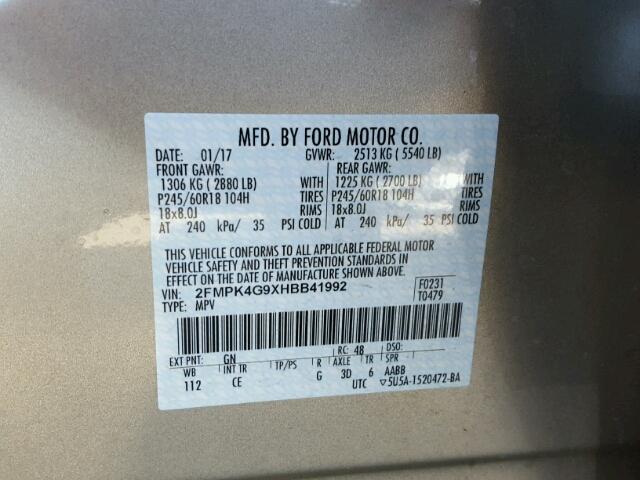 MFD. BY FORD MOTOR CO.
DATE: 01/17 GVWR: 2513 KG ( 5540 LB)
FRONT GAWR: REAR GAWR:
1306 KG ( 2880 LB) WITH 1225 KG ( 2700 LB) WITH
P245/60R18 104H TIRES P245/60R18 104H TIRES
18x8.0J RIMS 18x8.0J RIMS
AT 240 kPa/ 35 PSI COLD AT 240 kPa/ 35 PSI COLD
THIS VEHICLE CONFORMS TO ALL APPLICABLE FEDERAL MOTOR
VEHICLE SAFETY AND THEFT PREVENTION STANDARDS IN
EFFECT ON THE DATE OF MANUFACTURE SHOWN ABOVE.
VIN: 2FMPK4G9XHBB41992 F0231
TYPE: MPV T0479
EXT PNT: GN RC: 48 DSO:
WB INT TR TP/PS R AXLE TR SPR
112 CE G 3D 6 AABB
UTC ▽5U5A-1520472-BA